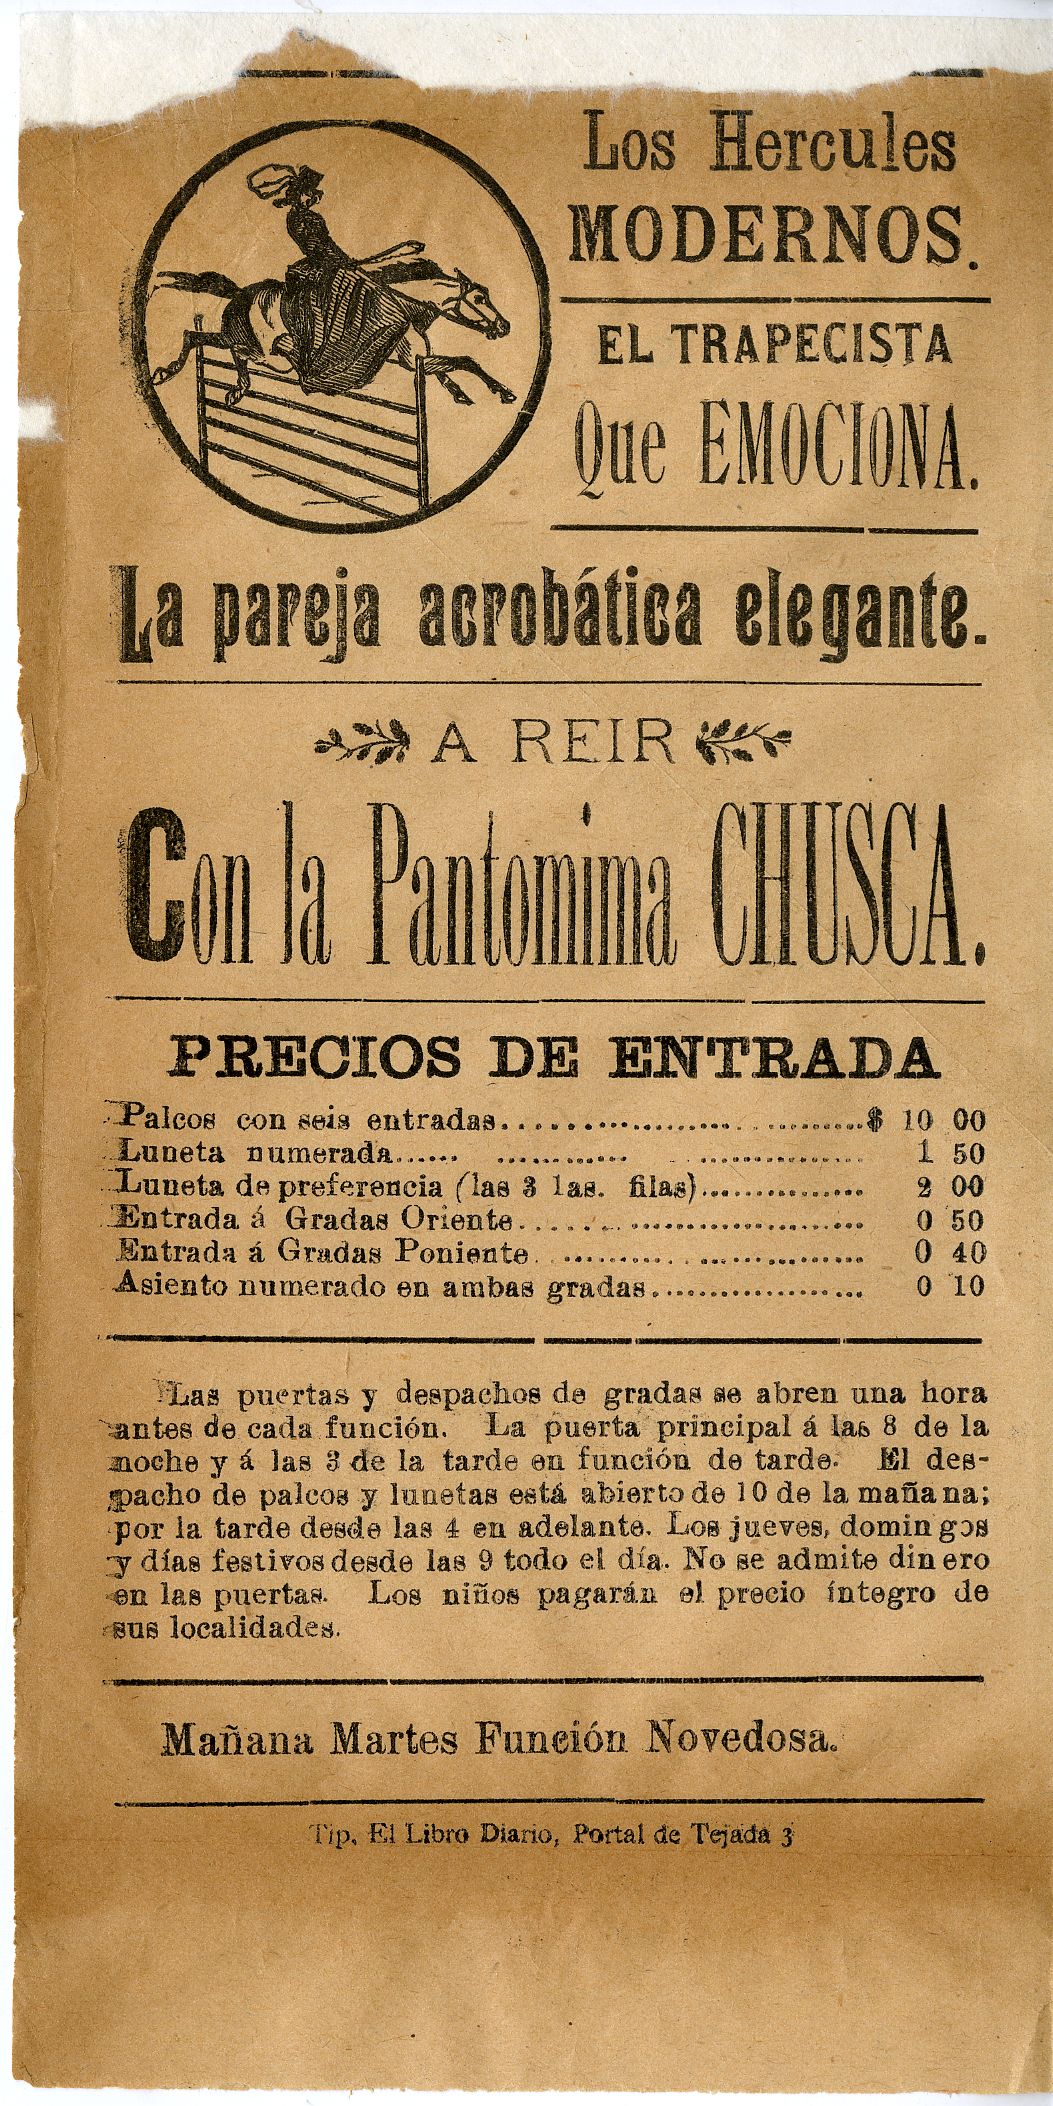 Los Hercules
MODERNOS.
EL TRAPECISTA
Que EMOCIONA.
La pareja acrobática elegante.
A REIR
Con la Pantomima CHUSCA.
PRECIOS DE ENTRADA
Palcos con seis entradas..............................$ 10 00
Luneta numerada.............................. 1 50
Luneta de preferencia (las 3 1as. filas)............... 2 00
Entrada á Gradas Oriente.............................. 0 50
Entrada á Gradas Poniente.............................. 0 40
Asiento numerado en ambas gradas.................... 0 10
Las puertas y despachos de gradas se abren una hora
antes de cada función. La puerta principal á las 8 de la
noche y á las 3 de la tarde en función de tarde. El des-
pacho de palcos y lunetas está abierto de 10 de la mañana;
por la tarde desde las 4 en adelante. Los jueves, domingos
y días festivos desde las 9 todo el día. No se admite dinero
en las puertas. Los niños pagarán el precio íntegro de
sus localidades.
Mañana Martes Función Novedosa.
Tip. El Libro Diario, Portal de Tejada 3